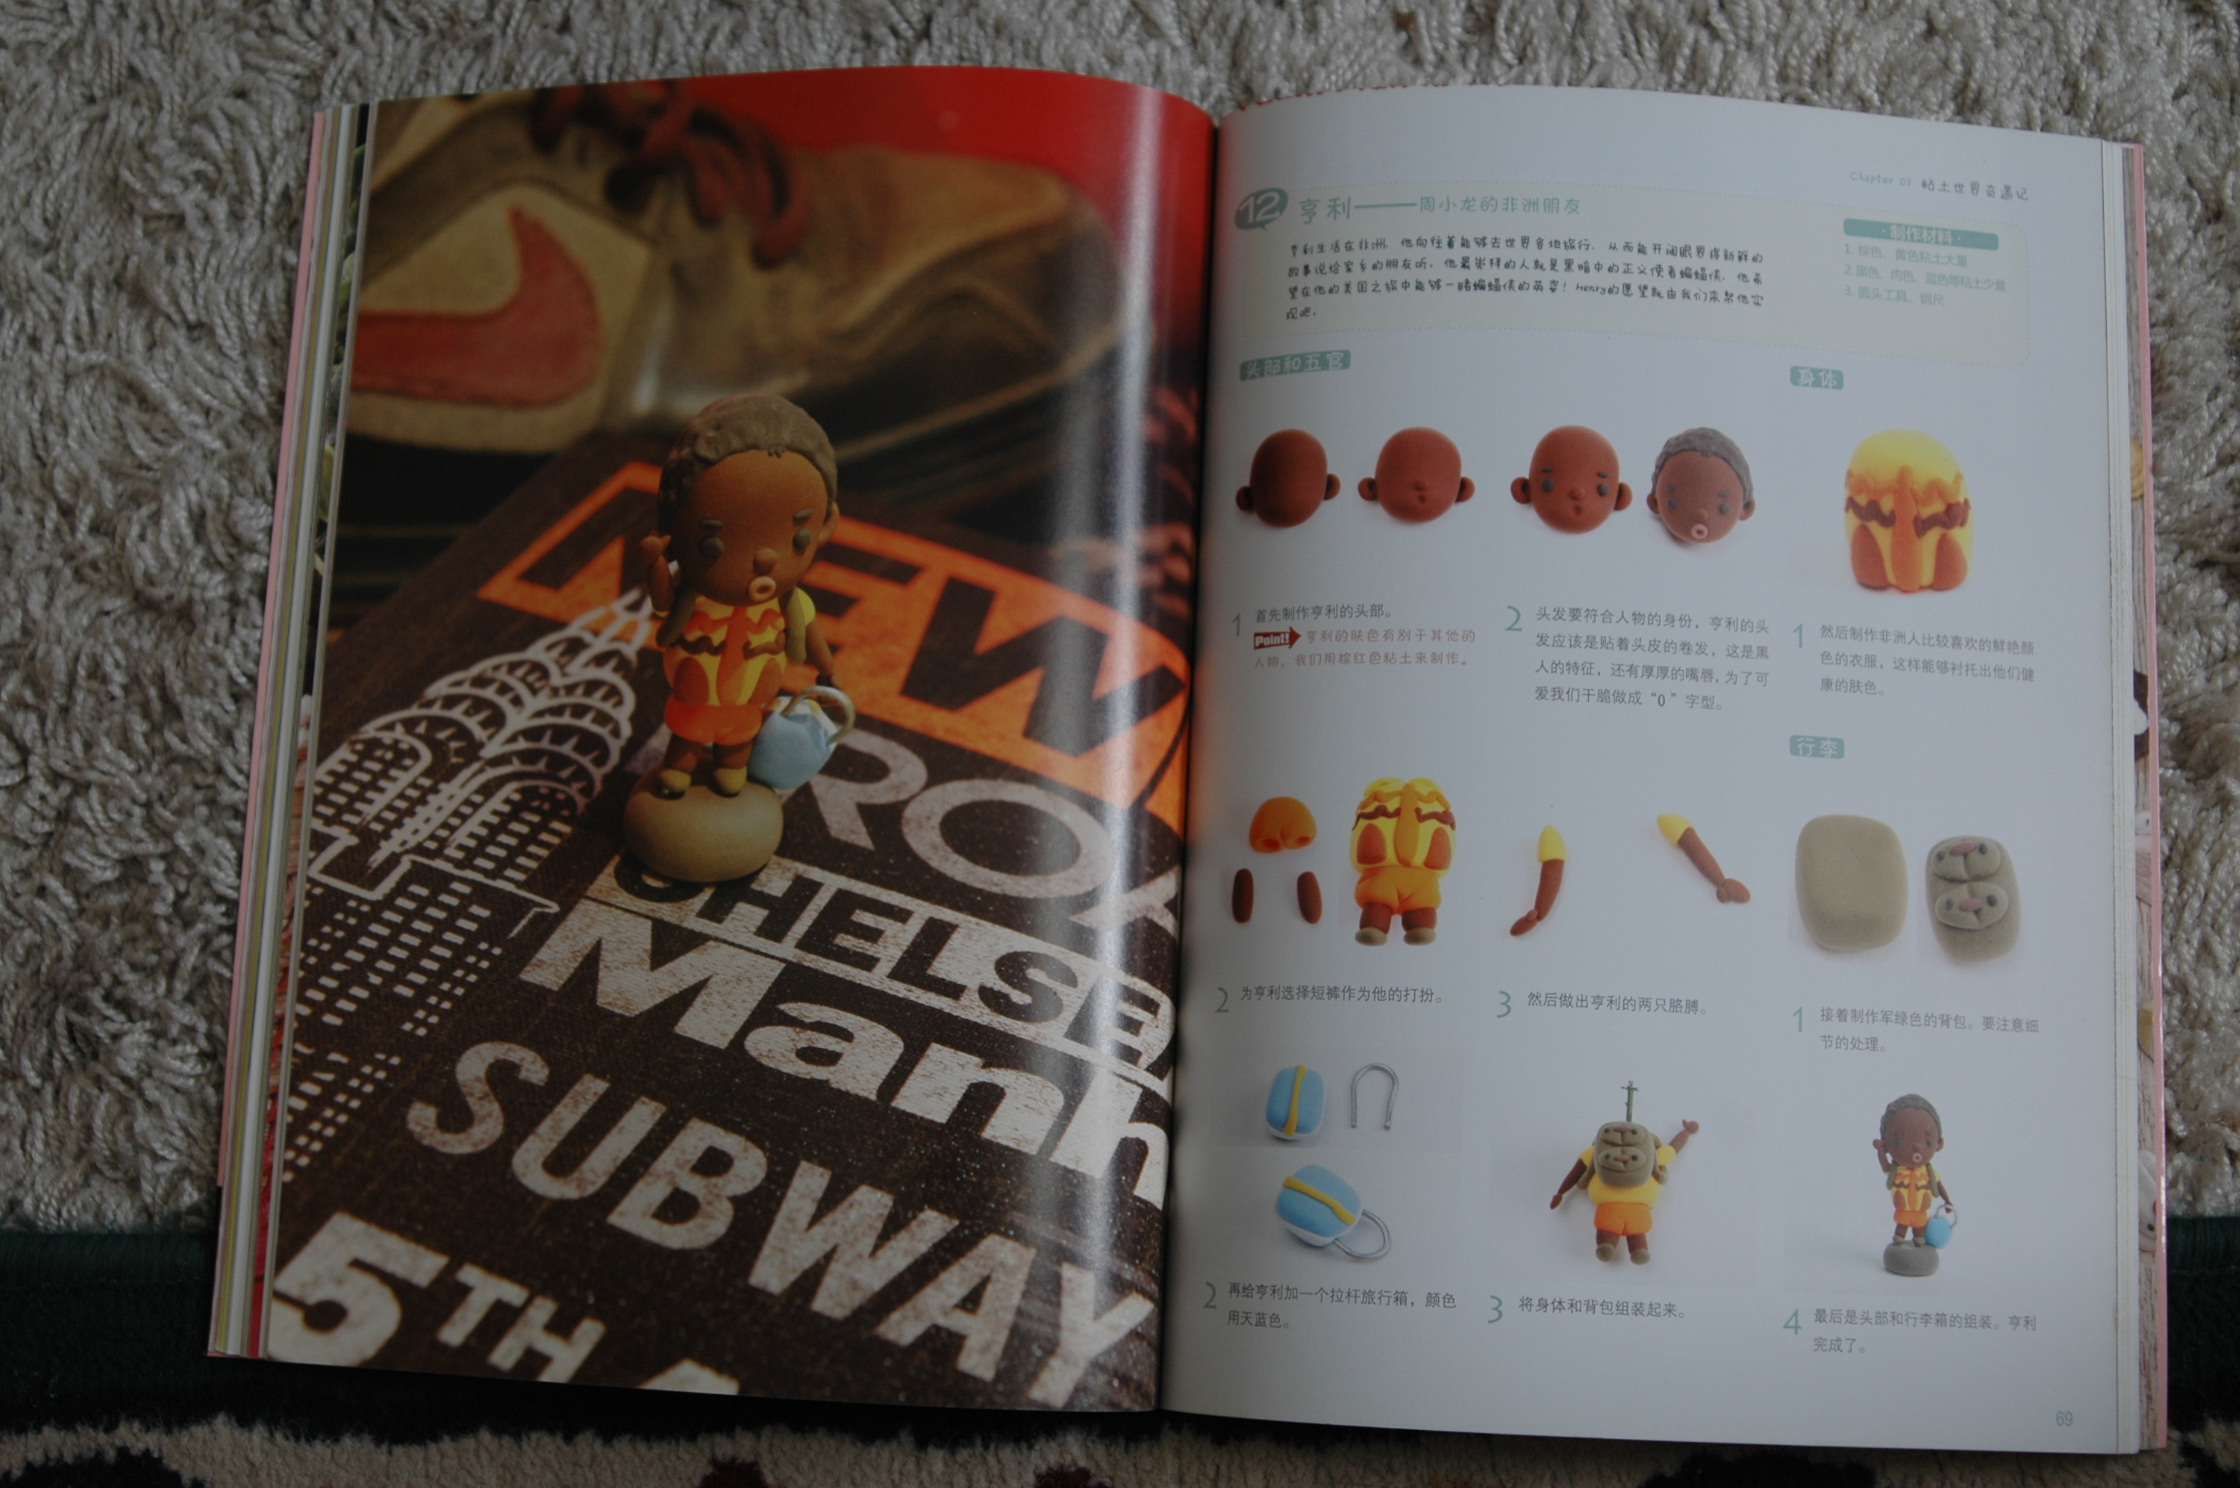 NEW
CHELSEA
Manh
SUBWAY
5TH
Chapter 02 粘土世界奇遇记
12 亨利——周小龙的非洲朋友
亨利生活在非洲，他向往着能够去世界各地旅行，从而能开阔眼界将新鲜的
故事说给家乡的朋友听。他最崇拜的人就是黑暗中的正义使者蝙蝠侠，他希
望在他的美国之旅中能够一睹蝙蝠侠的英姿！Henry的愿望就由我们来帮他实
现吧。
·制作材料·
1. 棕色、黄色粘土大量
2. 黑色、肉色、蓝色等粘土少量
3. 圆头工具、钢尺
头部和五官
1 首先制作亨利的头部。
Point! 亨利的肤色有别于其他的
人物，我们用棕红色粘土来制作。
2 头发要符合人物的身份，亨利的头
发应该是贴着头皮的卷发，这是黑
人的特征，还有厚厚的嘴唇，为了可
爱我们干脆做成“O”字型。
身体
1 然后制作非洲人比较喜欢的鲜艳颜
色的衣服，这样能够衬托出他们健
康的肤色。
2 为亨利选择短裤作为他的打扮。
3 然后做出亨利的两只胳膊。
行李
1 接着制作军绿色的背包。要注意细
节的处理。
2 再给亨利加一个拉杆旅行箱，颜色
用天蓝色。
3 将身体和背包组装起来。
4 最后是头部和行李箱的组装。亨利
完成了。
69